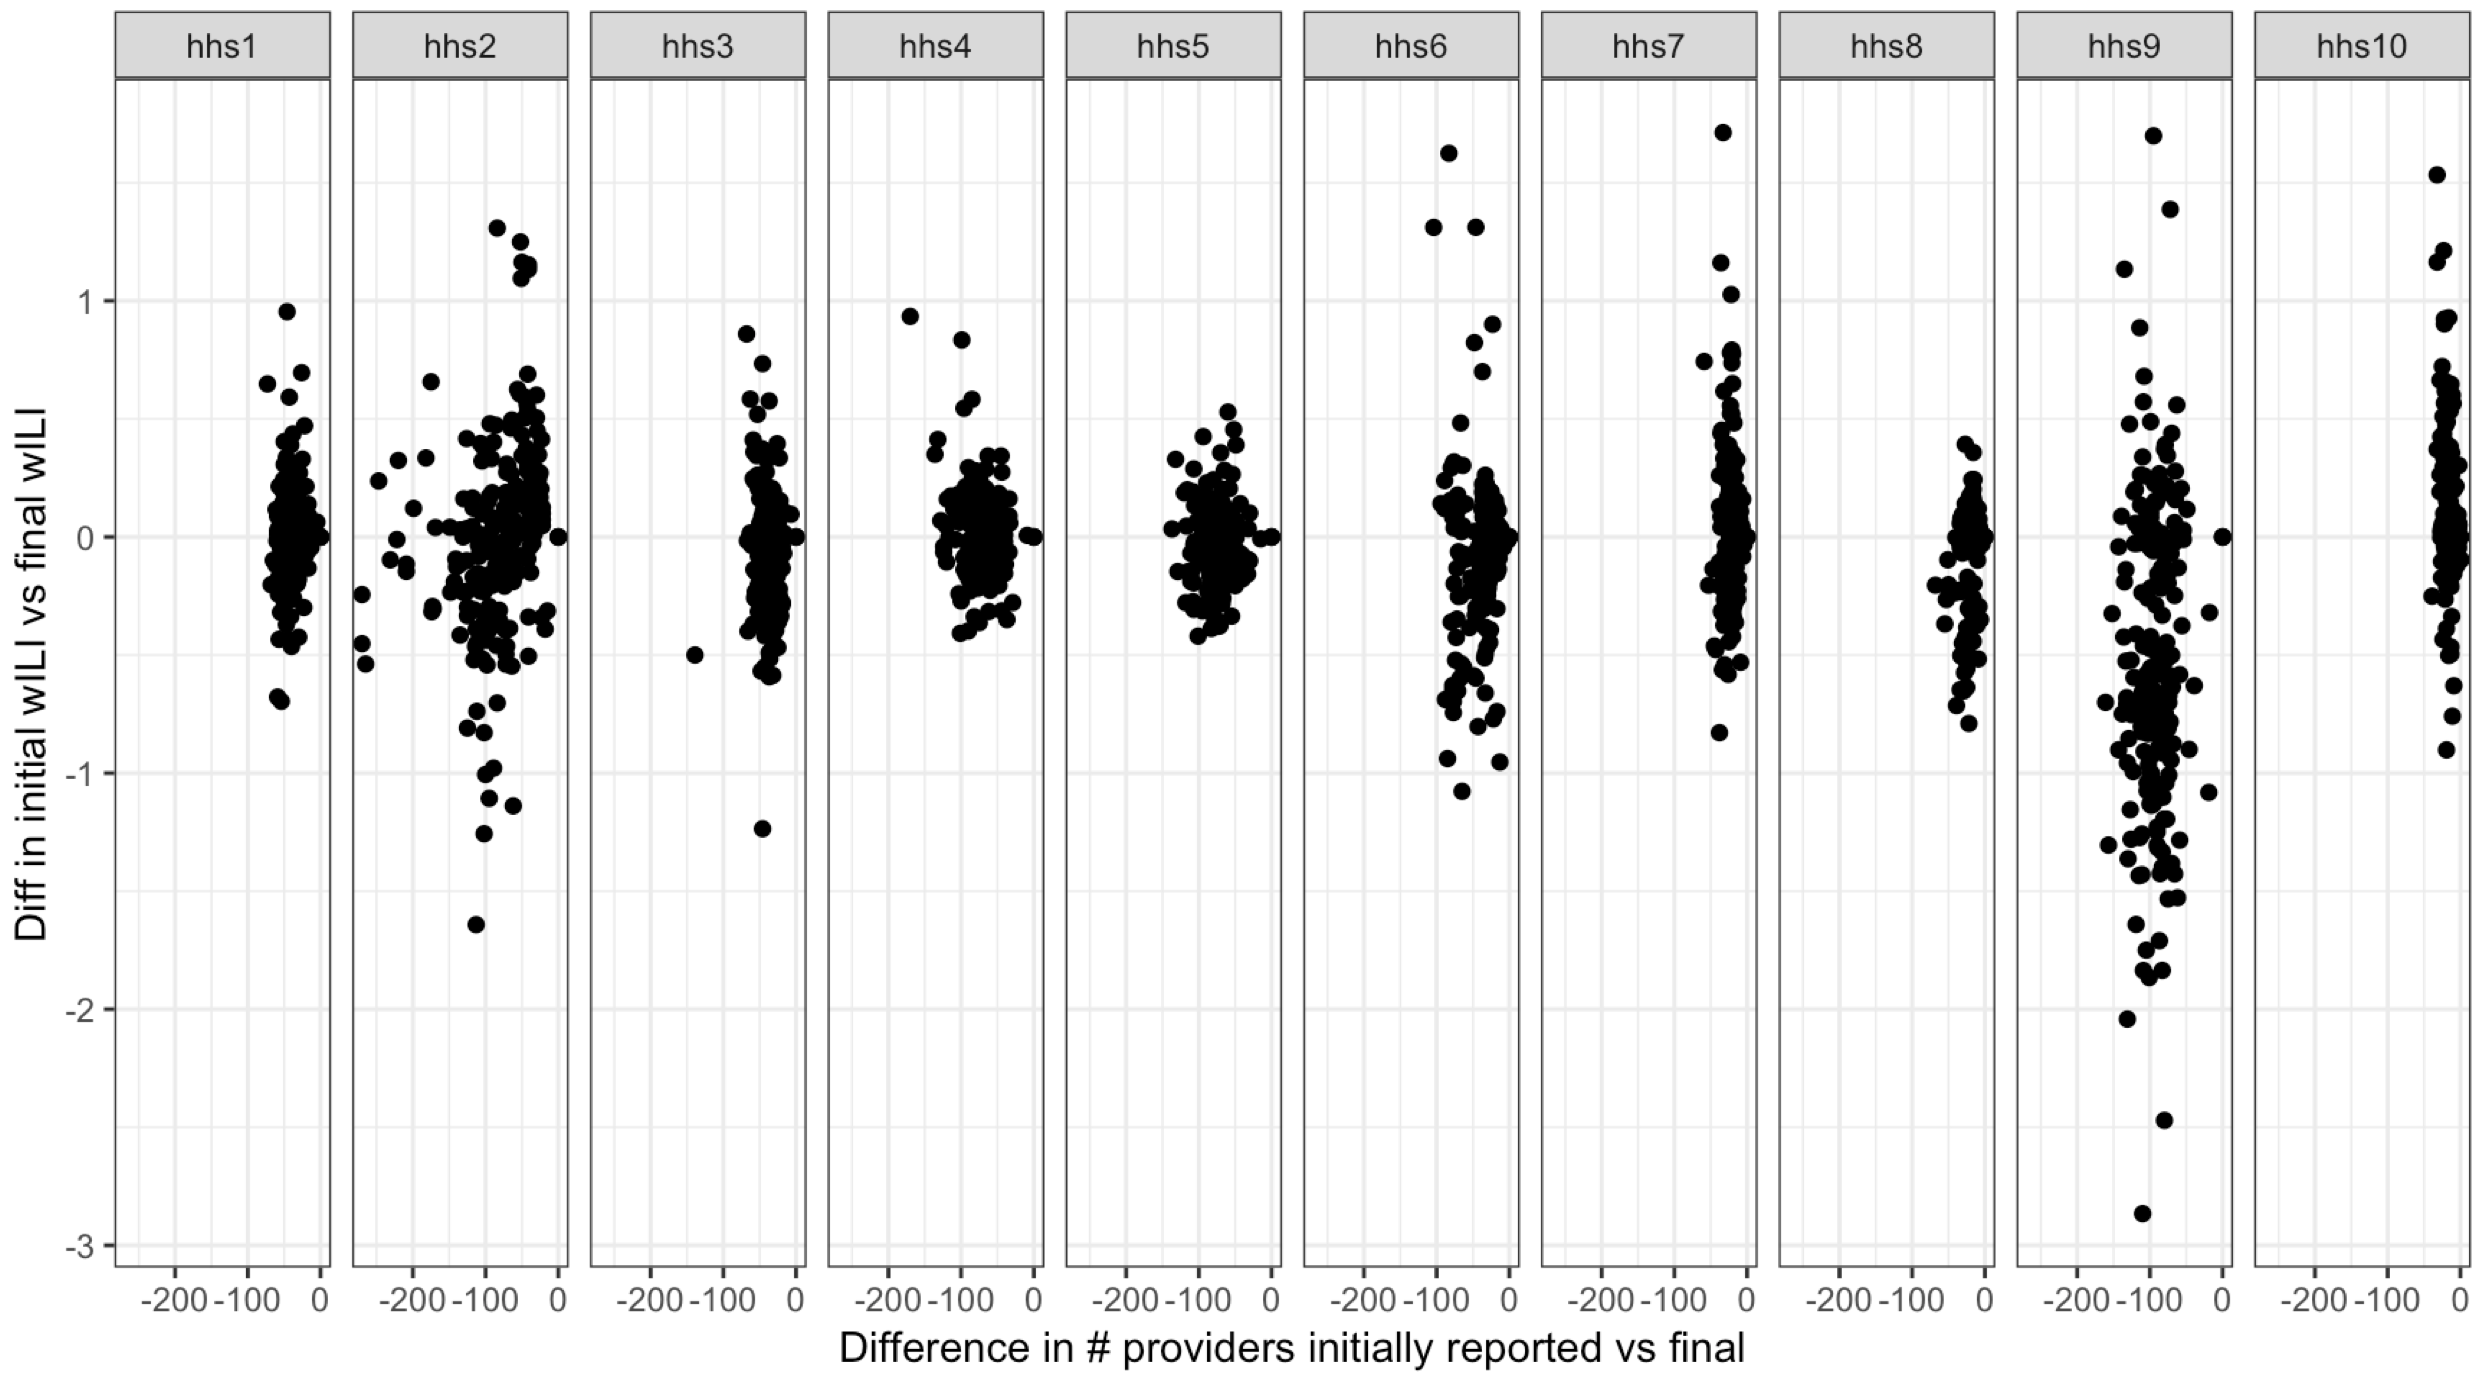 hhs1 hhs2 hhs3 hhs4 hhs5 hhs6 hhs7 hhs8 hhs9 hhs10
Diff in initial wILI vs final wILI
1
0
-1
-2
-3
-200 -100 0 -200 -100 0 -200 -100 0 -200 -100 0 -200 -100 0 -200 -100 0 -200 -100 0 -200 -100 0 -200 -100 0 -200 -100 0
Difference in # providers initially reported vs final